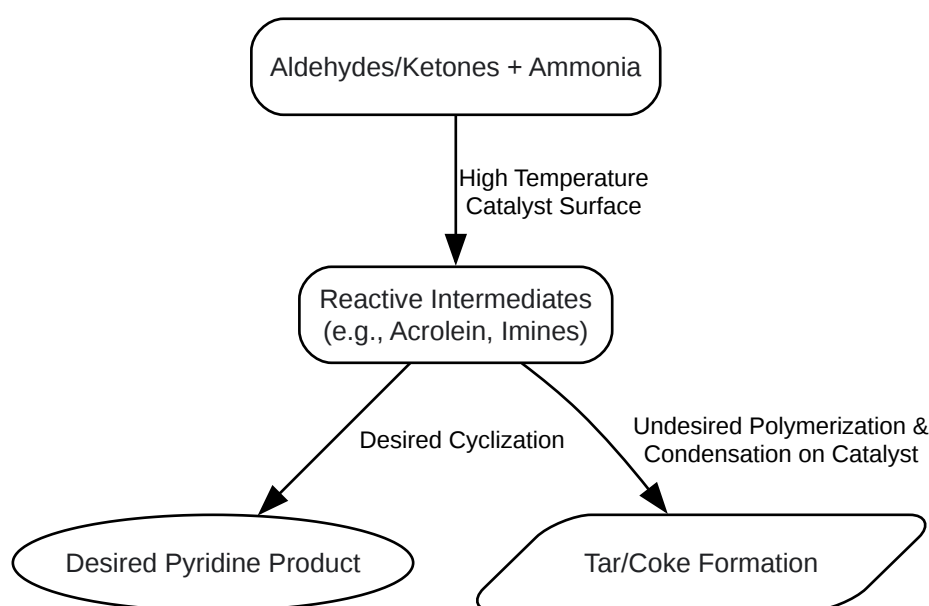 Aldehydes/Ketones + Ammonia
High Temperature
Catalyst Surface
Reactive Intermediates
(e.g., Acrolein, Imines)
Desired Cyclization
Undesired Polymerization &
Condensation on Catalyst
Desired Pyridine Product
Tar/Coke Formation